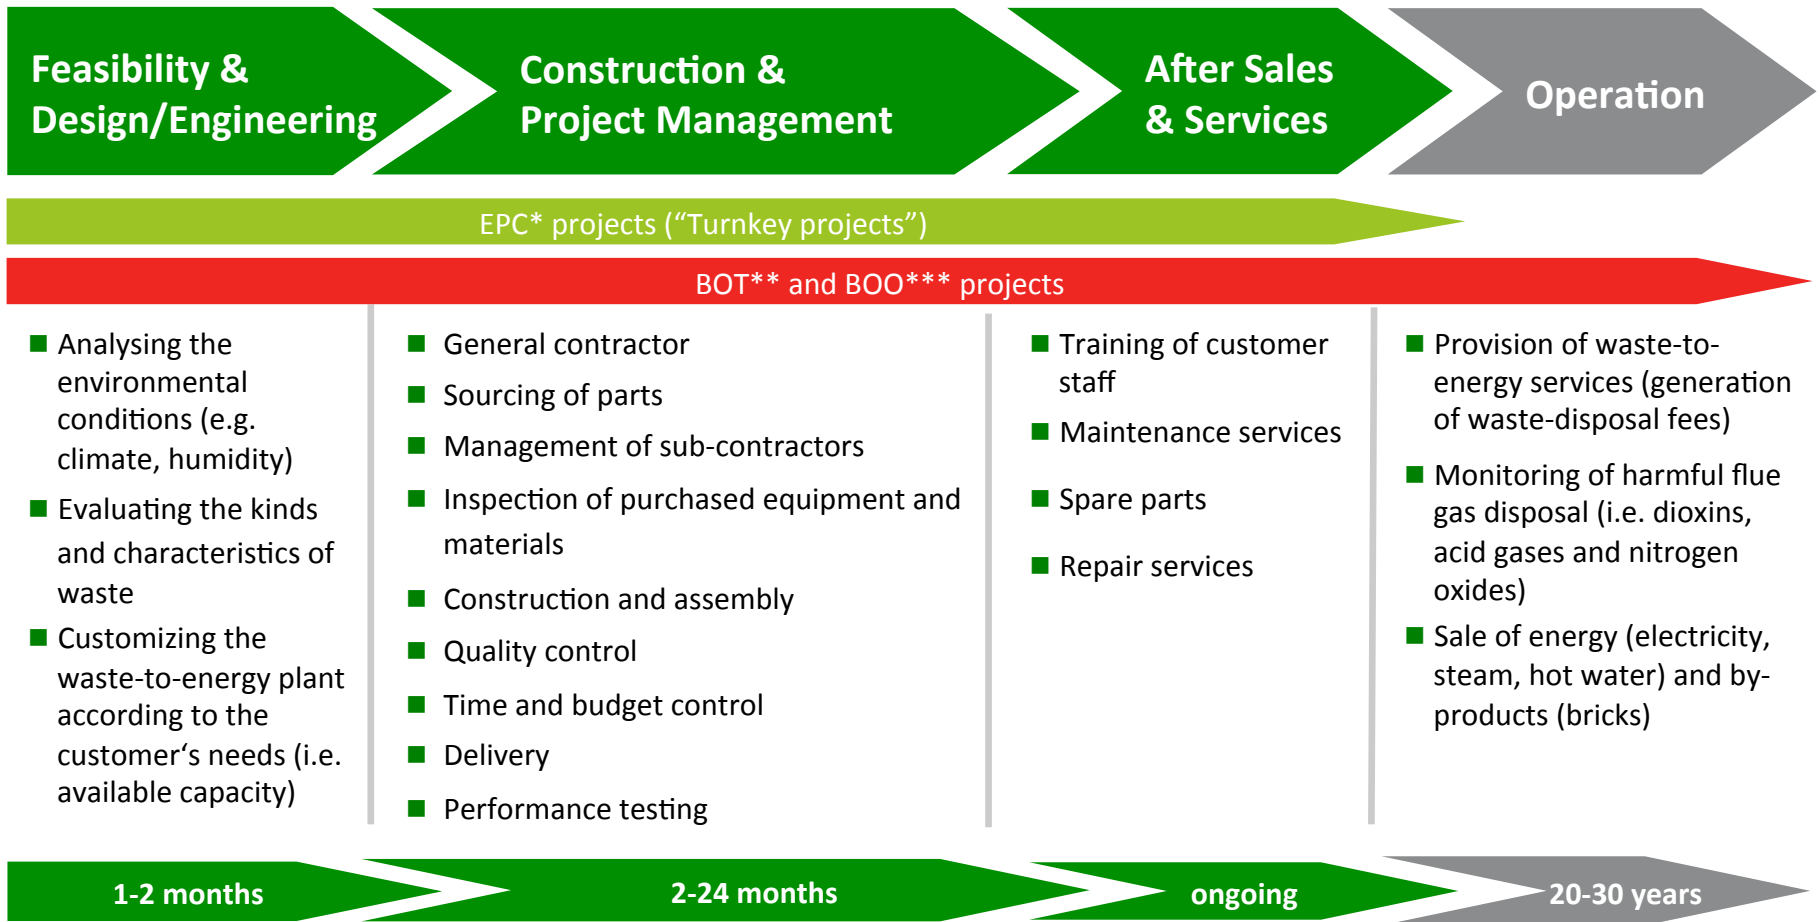 Feasibility &
Design/Engineering
Construction &
Project Management
After Sales
& Services
Operation
EPC* projects (“Turnkey projects”)
BOT** and BOO*** projects
Analysing the
environmental
conditions (e.g.
climate, humidity)
Evaluating the kinds
and characteristics of
waste
Customizing the
waste-to-energy plant
according to the
customer‘s needs (i.e.
available capacity)
General contractor
Sourcing of parts
Management of sub-contractors
Inspection of purchased equipment and
materials
Construction and assembly
Quality control
Time and budget control
Delivery
Performance testing
Training of customer
staff
Maintenance services
Spare parts
Repair services
Provision of waste-to-
energy services (generation
of waste-disposal fees)
Monitoring of harmful flue
gas disposal (i.e. dioxins,
acid gases and nitrogen
oxides)
Sale of energy (electricity,
steam, hot water) and by-
products (bricks)
1-2 months
2-24 months
ongoing
20-30 years